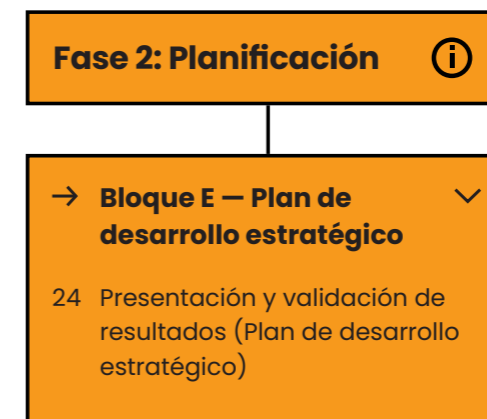 Fase 2: Planificación
→ Bloque E — Plan de
desarrollo estratégico
24 Presentación y validación de
resultados (Plan de desarrollo
estratégico)